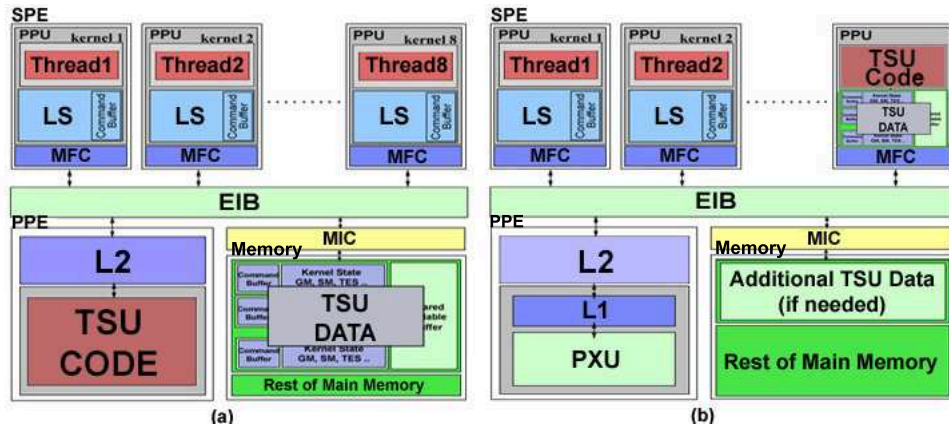 SPE
PPU
kernel 1
Thread1
LS
Command
Buffer
MFC
PPU
kernel 2
Thread2
LS
Command
Buffer
MFC
PPU
kernel 8
Thread8
LS
Command
Buffer
MFC
EIB
PPE
L2
TSU
CODE
MIC
Memory
Command
Buffer
Kernel State
GM, SM, TES ..
Command
Buffer
Kernel State
GM, SM, TES ..
TSU
DATA
Rest of Main Memory
(a)
SPE
PPU
kernel 1
Thread1
LS
Command
Buffer
MFC
PPU
kernel 2
Thread2
LS
Command
Buffer
MFC
PPU
TSU
Code
TSU
DATA
MFC
EIB
PPE
L2
L1
PXU
MIC
Memory
Additional TSU Data
(if needed)
Rest of Main Memory
(b)